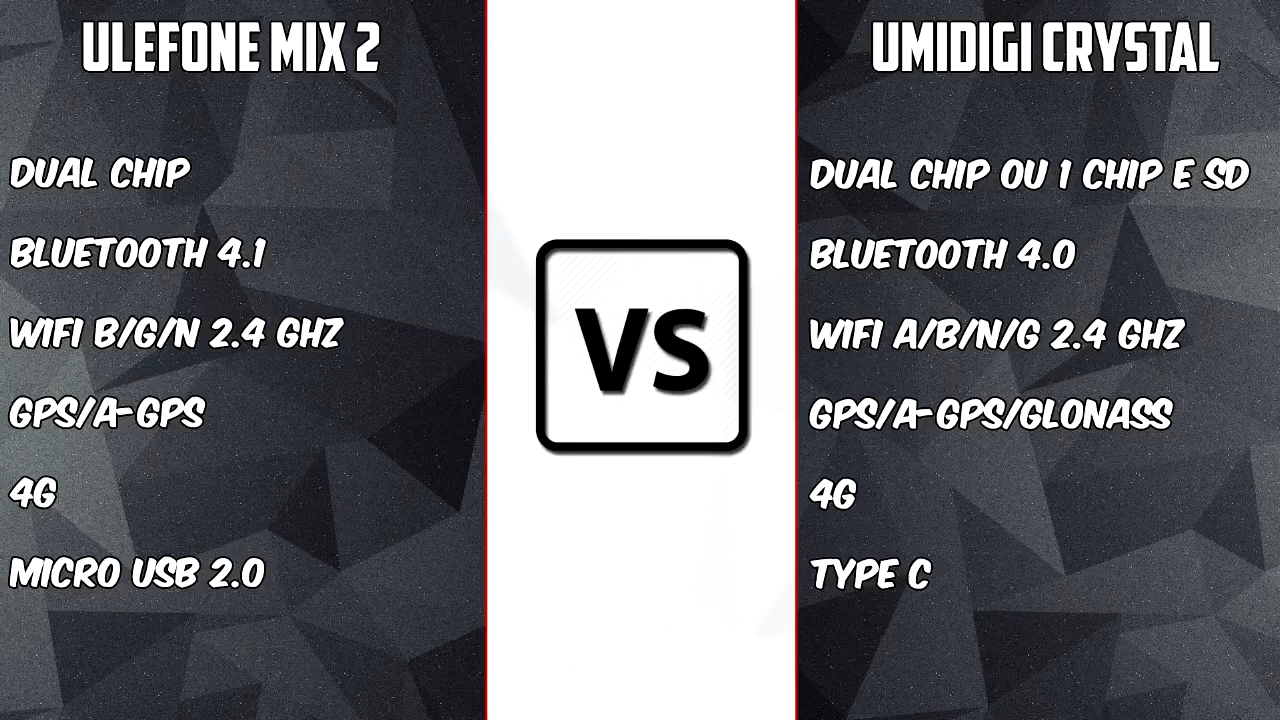 ULEFONE MIX 2
DUAL CHIP
BLUETOOTH 4.1
WIFI B/G/N 2.4 GHZ
GPS/A-GPS
4G
MICRO USB 2.0
VS
UMIDIGI CRYSTAL
DUAL CHIP OU 1 CHIP E SD
BLUETOOTH 4.0
WIFI A/B/N/G 2.4 GHZ
GPS/A-GPS/GLONASS
4G
TYPE C